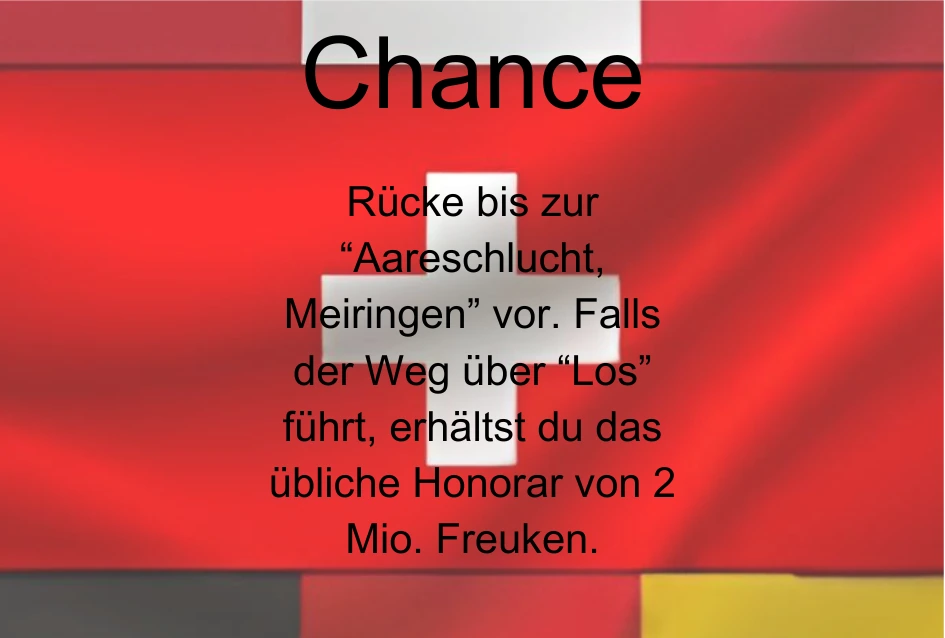 Chance
Rücke bis zur
“Aareschlucht,
Meiringen” vor. Falls
der Weg über “Los”
führt, erhältst du das
übliche Honorar von 2
Mio. Freuken.